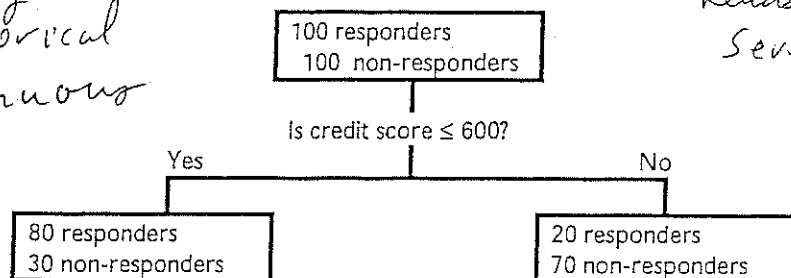 100 responders
100 non-responders
Is credit score ≤ 600?
Yes
No
80 responders
30 non-responders
20 responders
70 non-responders